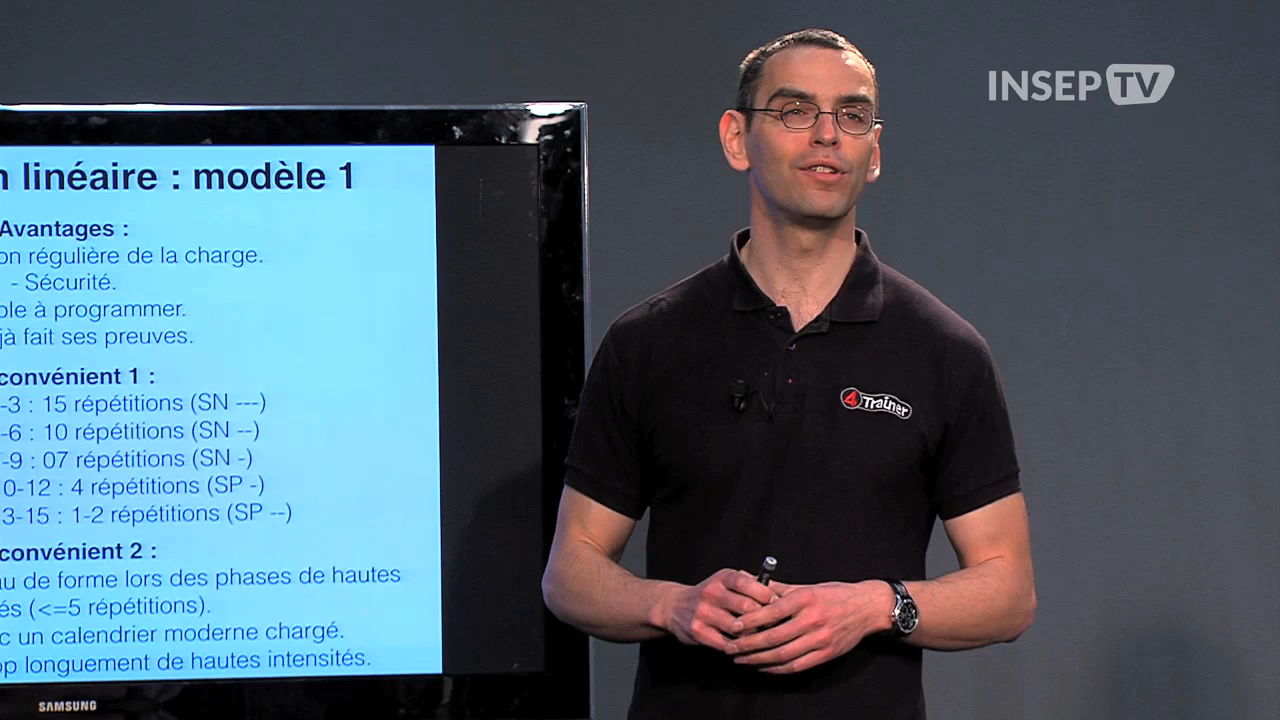 INSEP TV
n linéaire : modèle 1
Avantages :
on régulière de la charge.
- Sécurité.
ple à programmer.
jà fait ses preuves.
convénient 1 :
-3 : 15 répétitions (SN ---)
-6 : 10 répétitions (SN --)
-9 : 07 répétitions (SN -)
0-12 : 4 répétitions (SP -)
3-15 : 1-2 répétitions (SP --)
convénient 2 :
au de forme lors des phases de hautes
és (<=5 répétitions).
c un calendrier moderne chargé.
op longuement de hautes intensités.
SAMSUNG
4Trainer